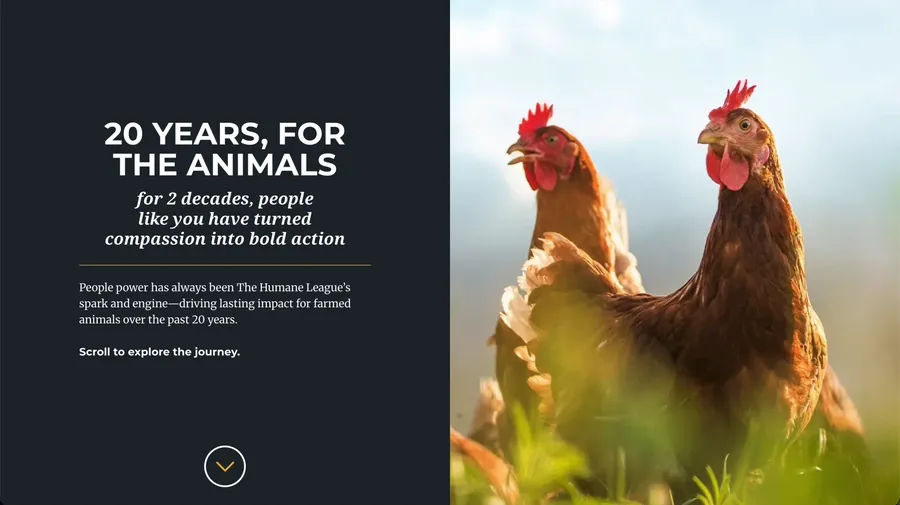 20 YEARS, FOR
THE ANIMALS
for 2 decades, people
like you have turned
compassion into bold action
People power has always been The Humane League's
spark and engine—driving lasting impact for farmed
animals over the past 20 years.
Scroll to explore the journey.